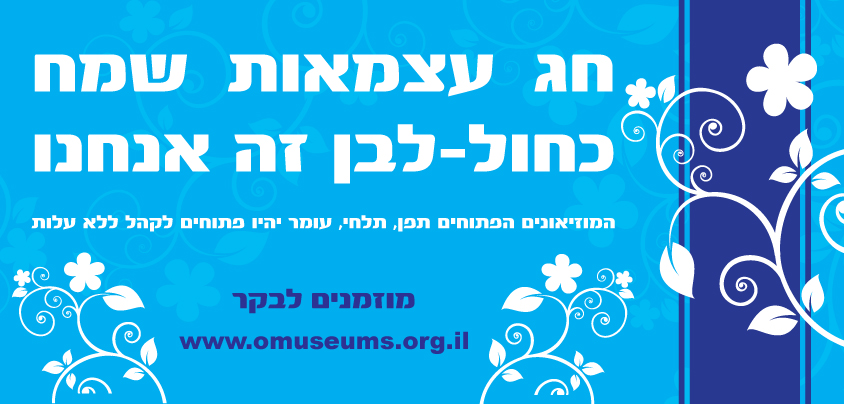 חג עצמאות שמח
כחול-לבן זה אנחנו
המוזיאונים הפתוחים תפן, תלחי, עומר יהיו פתוחים לקהל ללא עלות
מוזמנים לבקר
www.omuseums.org.il